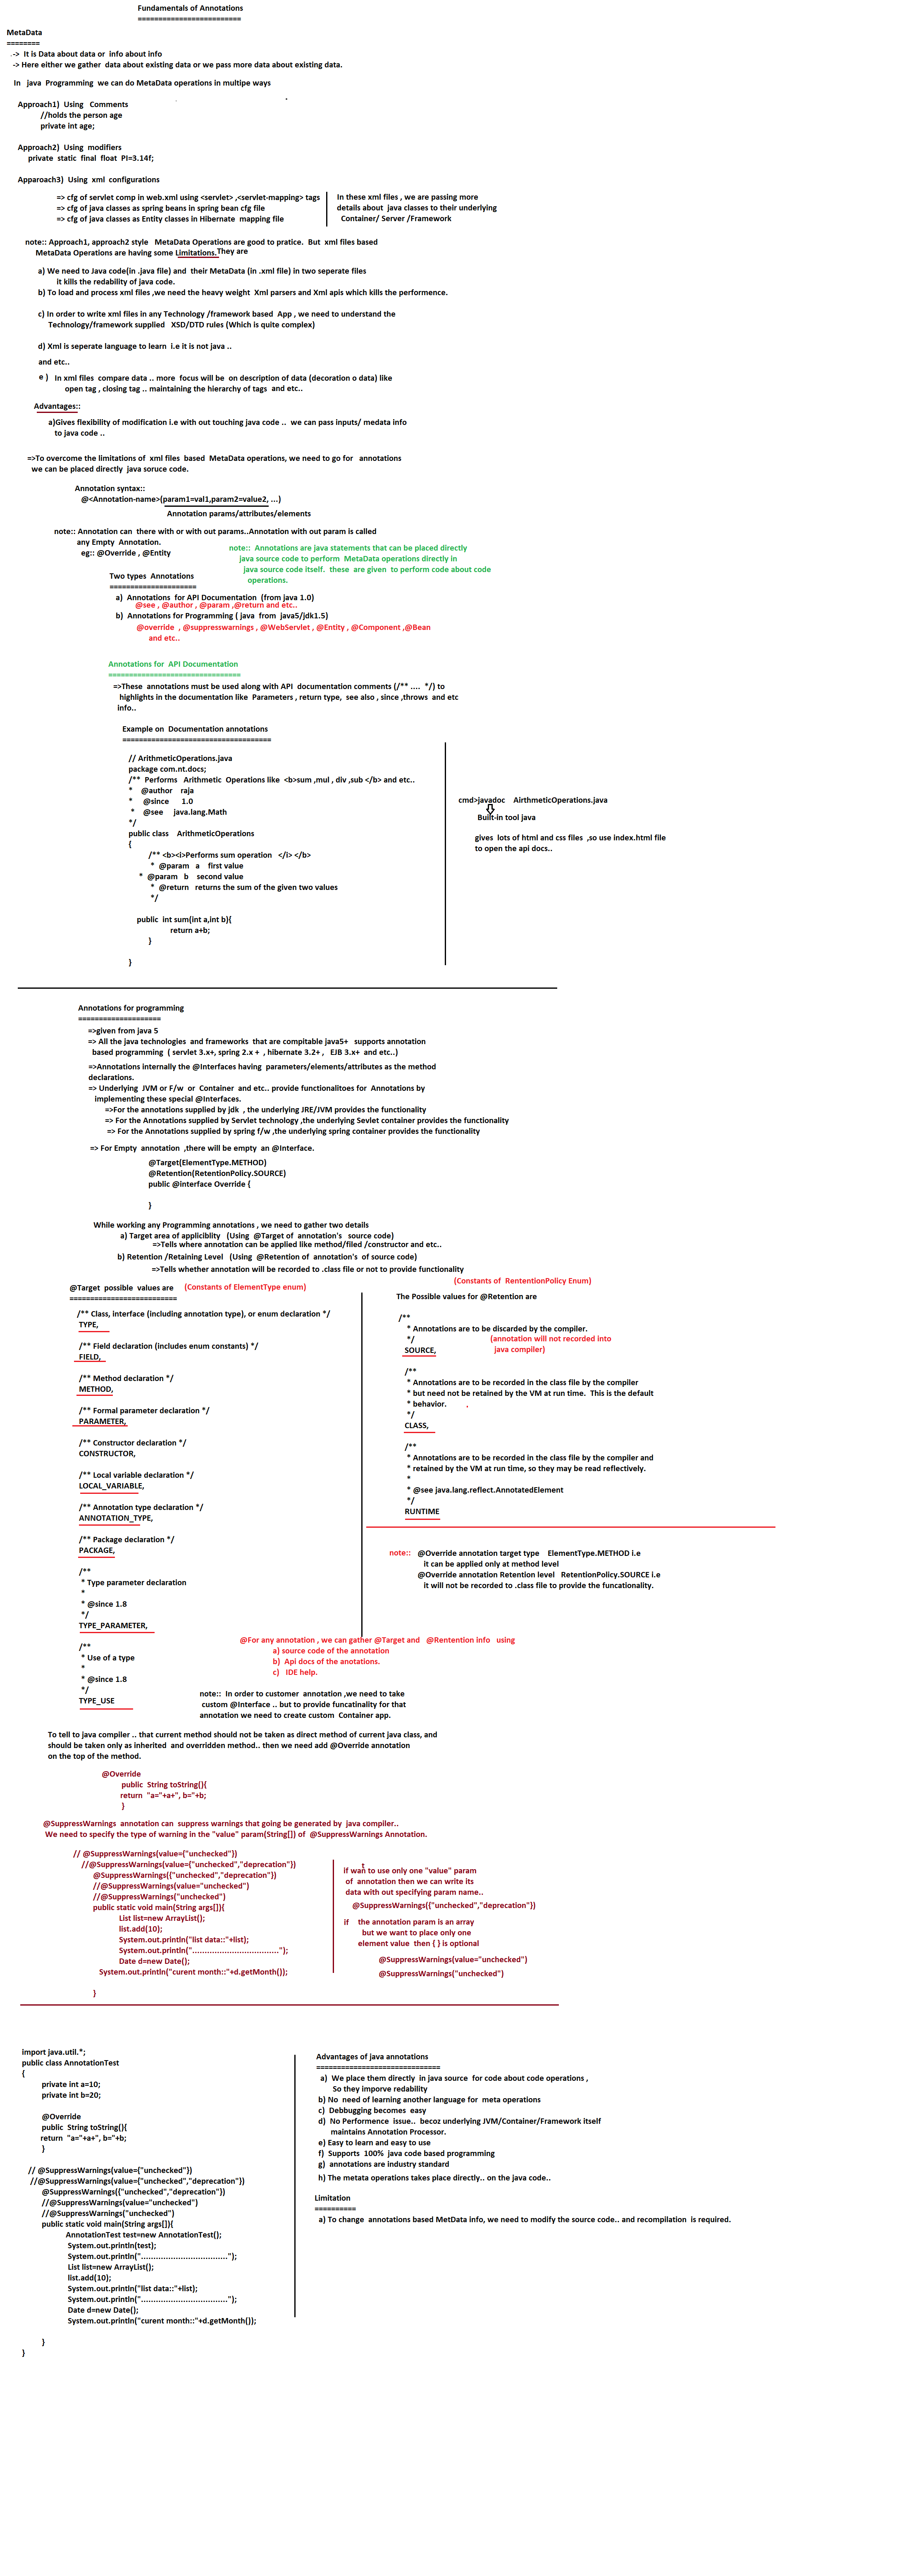 Fundamentals of Annotations
=========================
MetaData
========
-> It is Data about data or info about info
-> Here either we gather data about existing data or we pass more data about existing data.
In java Programming we can do MetaData operations in multipe ways
Approach1) Using Comments
//holds the person age
private int age;
Approach2) Using modifiers
private static final float PI=3.14f;
Apparoach3) Using xml configurations
=> cfg of servlet comp in web.xml using <servlet> ,<servlet-mapping> tags
=> cfg of java classes as spring beans in spring bean cfg file
=> cfg of java classes as Entity classes in Hibernate mapping file
In these xml files , we are passing more
details about java classes to their underlying
Container/ Server /Framework
note:: Approach1, approach2 style MetaData Operations are good to pratice. But xml files based
MetaData Operations are having some Limitations. They are
a) We need to Java code(in .java file) and their MetaData (in .xml file) in two seperate files
it kills the redability of java code.
b) To load and process xml files ,we need the heavy weight Xml parsers and Xml apis which kills the performence.
c) In order to write xml files in any Technology /framework based App , we need to understand the
Technology/framework supplied XSD/DTD rules (Which is quite complex)
d) Xml is seperate language to learn i.e it is not java ..
and etc..
e ) In xml files compare data .. more focus will be on description of data (decoration o data) like
open tag , closing tag .. maintaining the hierarchy of tags and etc..
Advantages::
a)Gives flexibility of modification i.e with out touching java code .. we can pass inputs/ medata info
to java code ..
=>To overcome the limitations of xml files based MetaData operations, we need to go for annotations
we can be placed directly java soruce code.
Annotation syntax::
@<Annotation-name>(param1=val1,param2=value2, ...)
Annotation params/attributes/elements
note:: Annotation can there with or with out params..Annotation with out param is called
any Empty Annotation.
eg:: @Override , @Entity
note:: Annotations are java statements that can be placed directly
java source code to perform MetaData operations directly in
java source code itself. these are given to perform code about code
operations.
Two types Annotations
=====================
a) Annotations for API Documentation (from java 1.0)
@see , @author , @param ,@return and etc..
b) Annotations for Programming ( java from java5/jdk1.5)
@override , @suppresswarnings , @WebServlet , @Entity , @Component ,@Bean
and etc..
Annotations for API Documentation
================================
=>These annotations must be used along with API documentation comments (/** .... */) to
highlights in the documentation like Parameters , return type, see also , since ,throws and etc
info..
Example on Documentation annotations
====================================
// ArithmeticOperations.java
package com.nt.docs;
/** Performs Arithmetic Operations like <b>sum ,mul , div ,sub </b> and etc..
* @author raja
* @since 1.0
* @see java.lang.Math
*/
public class ArithmeticOperations
{
/** <b><i>Performs sum operation </i> </b>
* @param a first value
* @param b second value
* @return returns the sum of the given two values
*/
public int sum(int a,int b){
return a+b;
}
}
cmd>javadoc AirthmeticOperations.java
Built-in tool java
gives lots of html and css files ,so use index.html file
to open the api docs..
Annotations for programming
====================
=>given from java 5
=> All the java technologies and frameworks that are compitable java5+ supports annotation
based programming ( servlet 3.x+, spring 2.x + , hibernate 3.2+ , EJB 3.x+ and etc..)
=>Annotations internally the @Interfaces having parameters/elements/attributes as the method
declarations.
=> Underlying JVM or F/w or Container and etc.. provide functionalitoes for Annotations by
implementing these special @Interfaces.
=>For the annotations supplied by jdk , the underlying JRE/JVM provides the functionality
=> For the Annotations supplied by Servlet technology ,the underlying Sevlet container provides the functionality
=> For the Annotations supplied by spring f/w ,the underlying spring container provides the functionality
=> For Empty annotation ,there will be empty an @Interface.
@Target(ElementType.METHOD)
@Retention(RetentionPolicy.SOURCE)
public @interface Override {
}
While working any Programming annotations , we need to gather two details
a) Target area of appliciblity (Using @Target of annotation's source code)
=>Tells where annotation can be applied like method/filed /constructor and etc..
b) Retention /Retaining Level (Using @Retention of annotation's of source code)
=>Tells whether annotation will be recorded to .class file or not to provide functionality
@Target possible values are (Constants of ElementType enum)
==========================
/** Class, interface (including annotation type), or enum declaration */
TYPE,
/** Field declaration (includes enum constants) */
FIELD,
/** Method declaration */
METHOD,
/** Formal parameter declaration */
PARAMETER,
/** Constructor declaration */
CONSTRUCTOR,
/** Local variable declaration */
LOCAL_VARIABLE,
/** Annotation type declaration */
ANNOTATION_TYPE,
/** Package declaration */
PACKAGE,
/**
* Type parameter declaration
*
* @since 1.8
*/
TYPE_PARAMETER,
/**
* Use of a type
*
* @since 1.8
*/
TYPE_USE
(Constants of RententionPolicy Enum)
The Possible values for @Retention are
/**
* Annotations are to be discarded by the compiler.
*/
SOURCE,
(annotation will not recorded into
java compiler)
/**
* Annotations are to be recorded in the class file by the compiler
* but need not be retained by the VM at run time. This is the default
* behavior.
*/
CLASS,
/**
* Annotations are to be recorded in the class file by the compiler and
* retained by the VM at run time, so they may be read reflectively.
*
* @see java.lang.reflect.AnnotatedElement
*/
RUNTIME
note:: @Override annotation target type ElementType.METHOD i.e
it can be applied only at method level
@Override annotation Retention level RetentionPolicy.SOURCE i.e
it will not be recorded to .class file to provide the funcationality.
@For any annotation , we can gather @Target and @Rentention info using
a) source code of the annotation
b) Api docs of the anotations.
c) IDE help.
note:: In order to customer annotation ,we need to take
custom @Interface .. but to provide funcatinality for that
annotation we need to create custom Container app.
To tell to java compiler .. that current method should not be taken as direct method of current java class, and
should be taken only as inherited and overridden method.. then we need add @Override annotation
on the top of the method.
@Override
public String toString(){
return "a="+a+", b="+b;
}
@SuppressWarnings annotation can suppress warnings that going be generated by java compiler..
We need to specify the type of warning in the "value" param(String[]) of @SuppressWarnings Annotation.
// @SuppressWarnings(value={"unchecked"})
//@SuppressWarnings(value={"unchecked","deprecation"})
@SuppressWarnings({"unchecked","deprecation"})
//@SuppressWarnings(value="unchecked")
//@SuppressWarnings("unchecked")
public static void main(String args[]){
List list=new ArrayList();
list.add(10);
System.out.println("list data::"+list);
System.out.println("...................................");
Date d=new Date();
System.out.println("curent month::"+d.getMonth());
}
if want to use only one "value" param
of annotation then we can write its
data with out specifying param name..
@SuppressWarnings({"unchecked","deprecation"})
if the annotation param is an array
but we want to place only one
element value then { } is optional
@SuppressWarnings(value="unchecked")
@SuppressWarnings("unchecked")
import java.util.*;
public class AnnotationTest
{
private int a=10;
private int b=20;
@Override
public String toString(){
return "a="+a+", b="+b;
}
// @SuppressWarnings(value={"unchecked"})
//@SuppressWarnings(value={"unchecked","deprecation"})
@SuppressWarnings({"unchecked","deprecation"})
//@SuppressWarnings(value="unchecked")
//@SuppressWarnings("unchecked")
public static void main(String args[]){
AnnotationTest test=new AnnotationTest();
System.out.println(test);
System.out.println("...................................");
List list=new ArrayList();
list.add(10);
System.out.println("list data::"+list);
System.out.println("...................................");
Date d=new Date();
System.out.println("curent month::"+d.getMonth());
}
}
Advantages of java annotations
==============================
a) We place them directly in java source for code about code operations ,
So they imporve redability
b) No need of learning another language for meta operations
c) Debbugging becomes easy
d) No Performence issue.. becoz underlying JVM/Container/Framework itself
maintains Annotation Processor.
e) Easy to learn and easy to use
f) Supports 100% java code based programming
g) annotations are industry standard
h) The metata operations takes place directly.. on the java code..
Limitation
==========
a) To change annotations based MetData info, we need to modify the source code.. and recompilation is required.